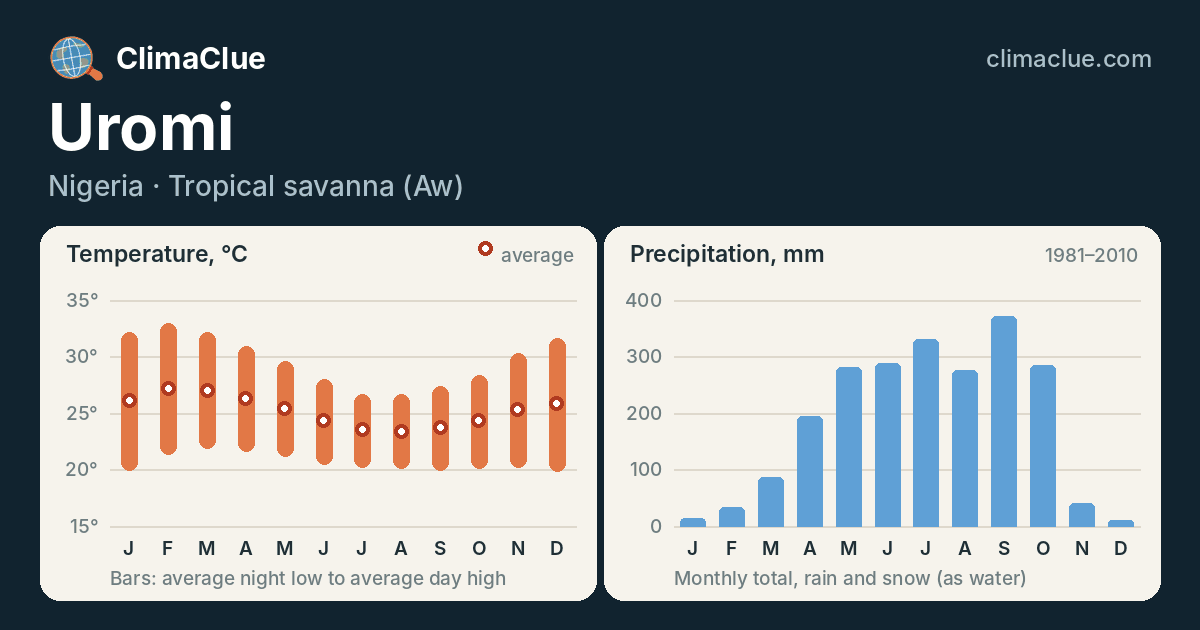 ClimaClue
climaclue.com
Uromi
Nigeria · Tropical savanna (Aw)
Temperature, °C
average
35°
30°
25°
20°
15°
J F M A M J J A S O N D
Bars: average night low to average day high
Precipitation, mm
1981–2010
400
300
200
100
0
J F M A M J J A S O N D
Monthly total, rain and snow (as water)